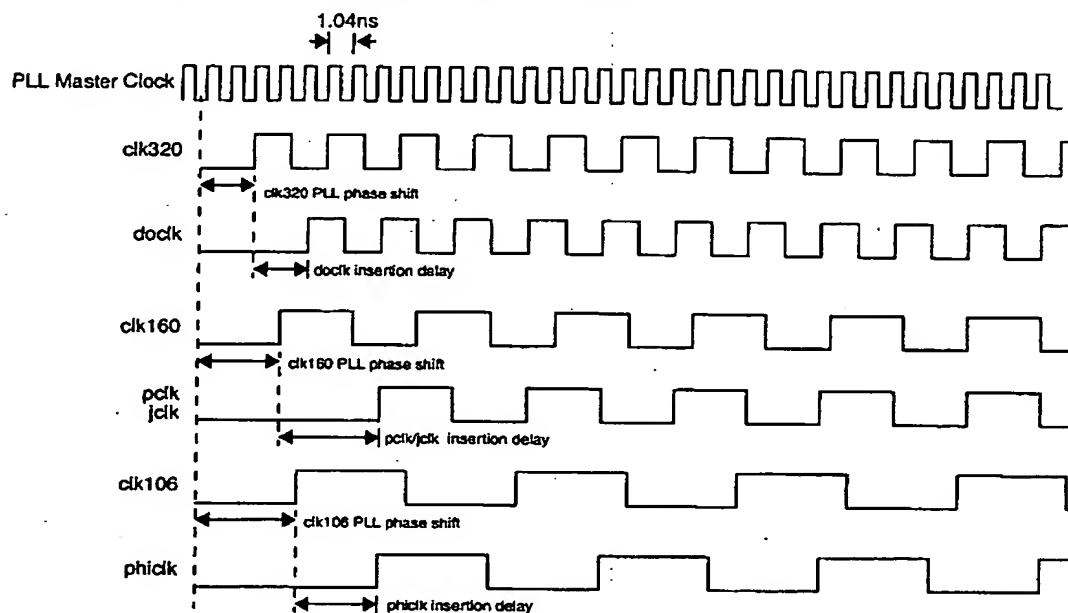 1.04ns
PLL Master Clock
clk320
clk320 PLL phase shift
doclk
doclk insertion delay
clk160
clk160 PLL phase shift
pclk
jclk
pclk/jclk insertion delay
clk106
clk106 PLL phase shift
phiclk
phiclk insertion delay